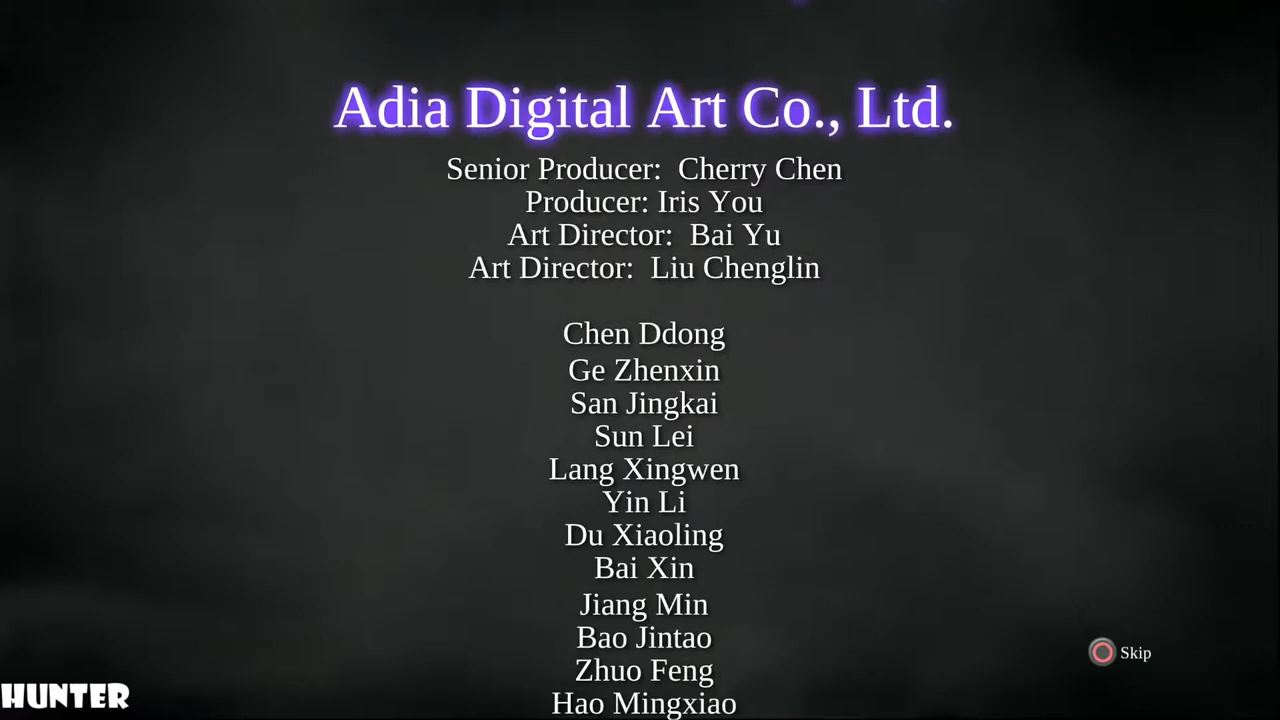 Adia Digital Art Co., Ltd.
Senior Producer:  Cherry Chen
Producer: Iris You
Art Director:  Bai Yu
Art Director:  Liu Chenglin
Chen Ddong
Ge Zhenxin
San Jingkai
Sun Lei
Lang Xingwen
Yin Li
Du Xiaoling
Bai Xin
Jiang Min
Bao Jintao
Zhuo Feng
Hao Mingxiao
Skip
HUNTER